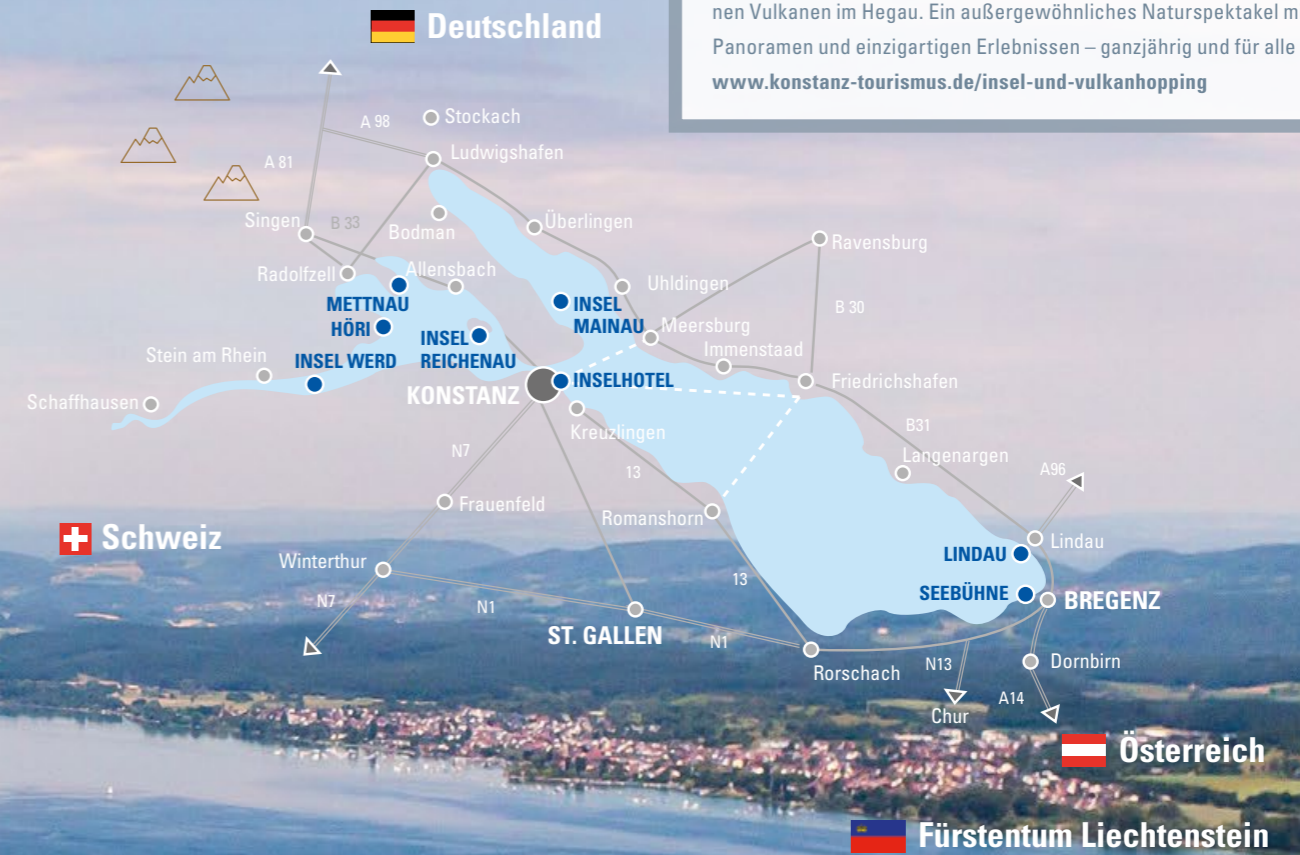 nen Vulkanen im Hegau. Ein außergewöhnliches Naturspektakel m
Panoramen und einzigartigen Erlebnissen – ganzjährig und für alle
www.konstanz-tourismus.de/insel-und-vulkanhopping
Deutschland
A 98
Stockach
Ludwigshafen
A 81
Singen
B 33
Bodman
Überlingen
Ravensburg
Radolfzell
Allensbach
Uhldingen
METTNAU
HÖRI
INSEL
MAINAU
B 30
INSEL
REICHENAU
Meersburg
Immenstaad
Stein am Rhein
INSEL WERD
INSELHOTEL
Friedrichshafen
Schaffhausen
KONSTANZ
Kreuzlingen
B31
N7
Langenargen
13
A96
Frauenfeld
Romanshorn
Schweiz
Lindau
LINDAU
Winterthur
13
SEEBÜHNE
BREGENZ
N7
N1
ST. GALLEN
N1
Rorschach
N13
Dornbirn
A14
Chur
Österreich
Fürstentum Liechtenstein